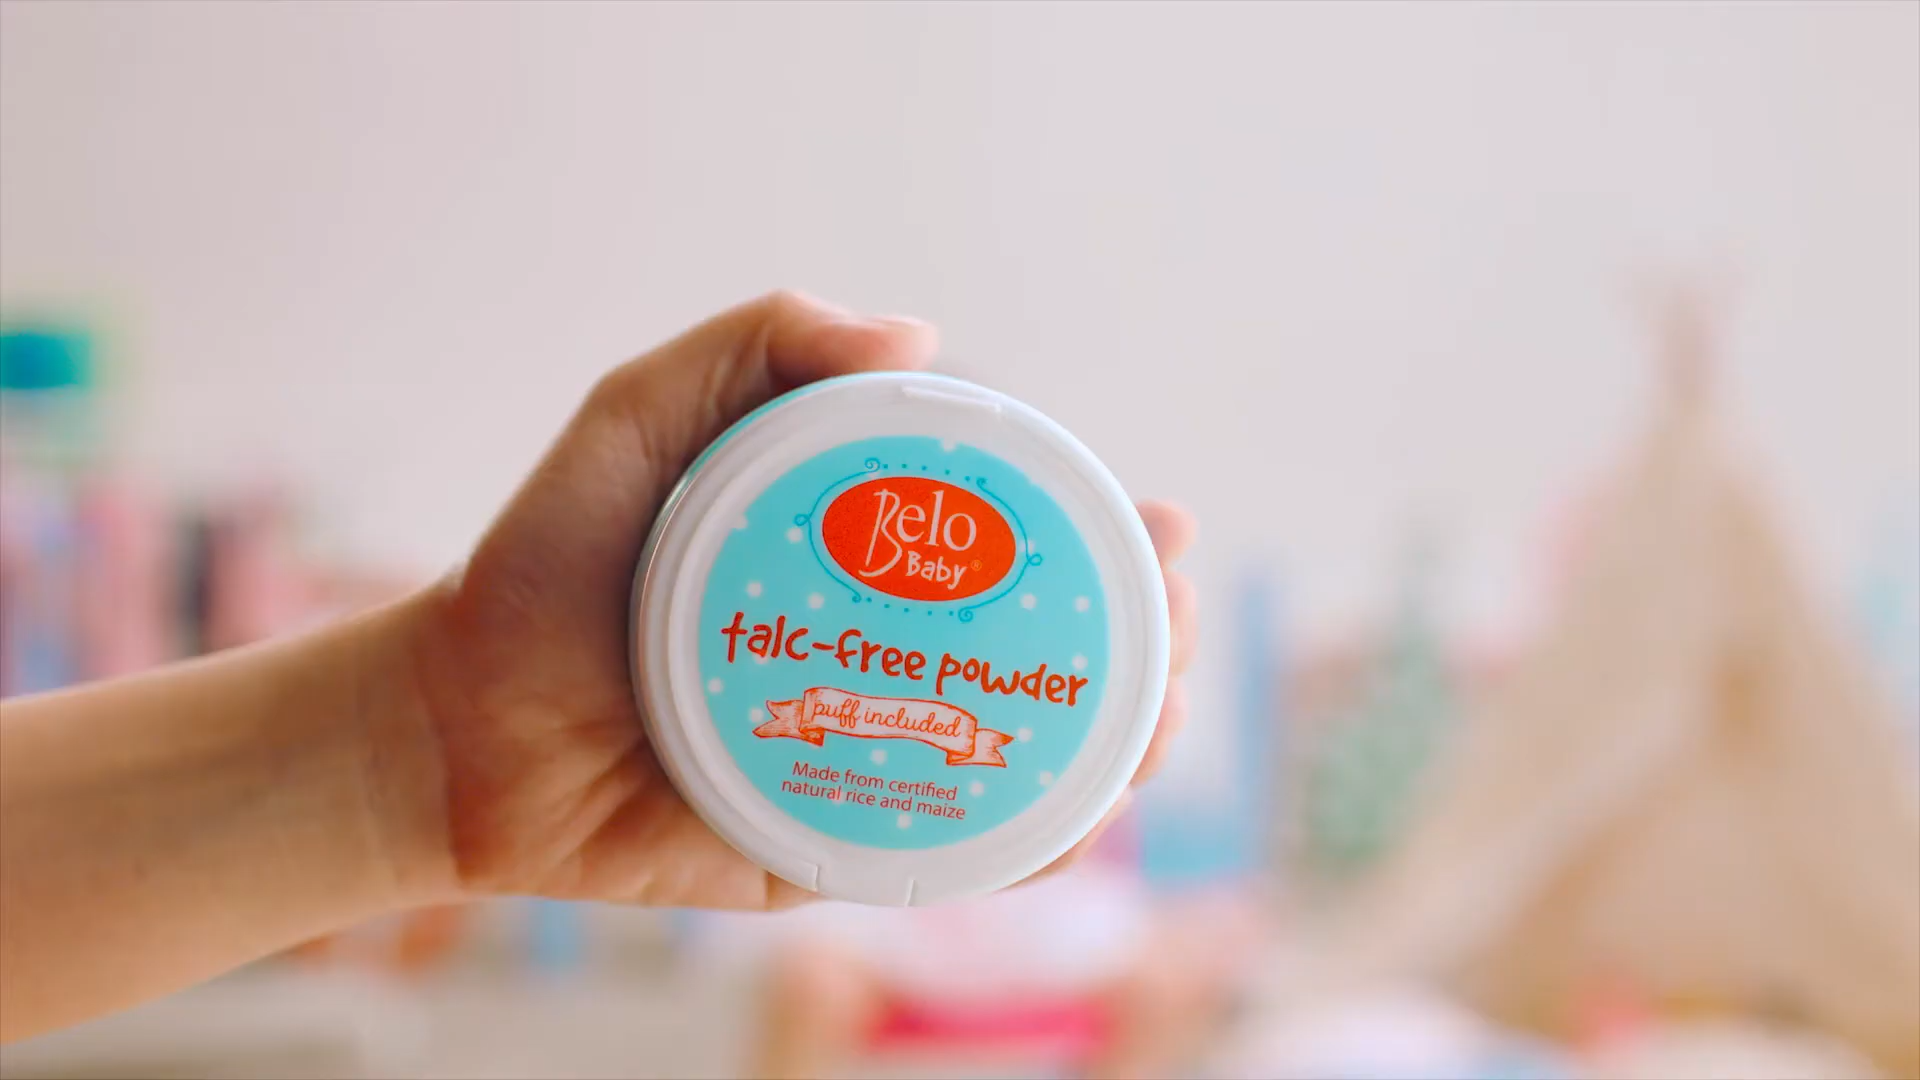 Belo
Baby®
talc-free powder
puff included
Made from certified
natural rice and maize